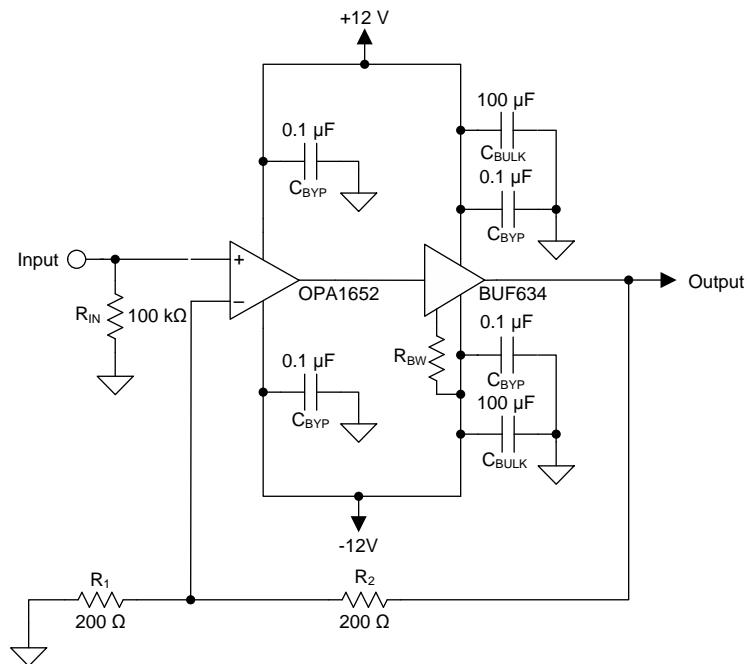 +12 V
100 µF
C_BULK
0.1 µF
C_BYP
0.1 µF
C_BYP
Input
+
−
R_IN
100 kΩ
OPA1652
BUF634
Output
R_BW
0.1 µF
C_BYP
0.1 µF
C_BYP
100 µF
C_BULK
-12V
R_1
200 Ω
R_2
200 Ω